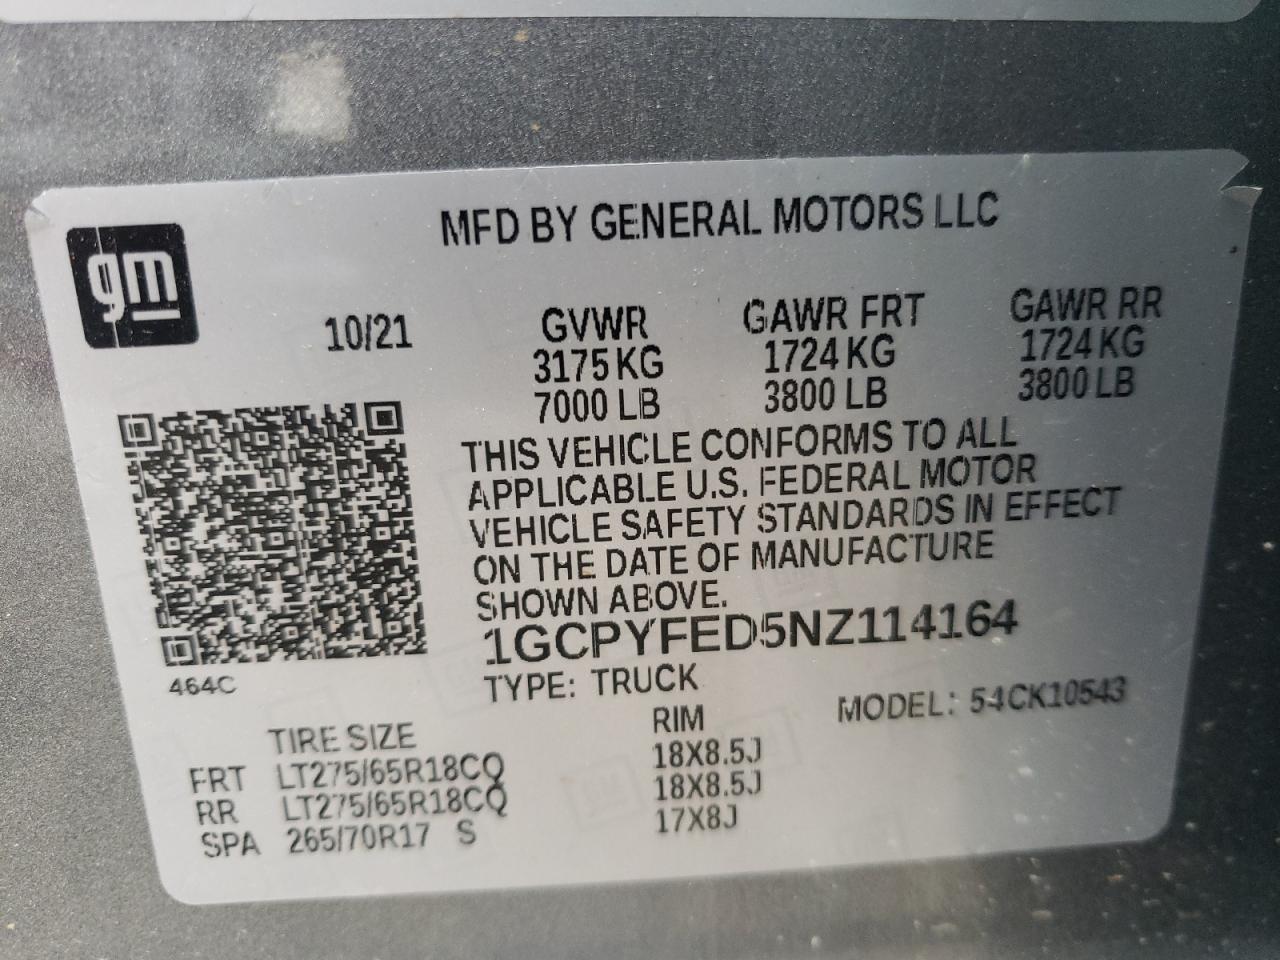 gm
MFD BY GENERAL MOTORS LLC
10/21
GVWR GAWR FRT GAWR RR
3175 KG 1724 KG 1724 KG
7000 LB 3800 LB 3800 LB
THIS VEHICLE CONFORMS TO ALL
APPLICABLE U.S. FEDERAL MOTOR
VEHICLE SAFETY STANDARDS IN EFFECT
ON THE DATE OF MANUFACTURE
SHOWN ABOVE.
1GCPYFED5NZ114164
464C
TYPE: TRUCK
MODEL: 54CK10543
TIRE SIZE RIM
FRT LT275/65R18CQ 18X8.5J
RR LT275/65R18CQ 18X8.5J
SPA 265/70R17 S 17X8J